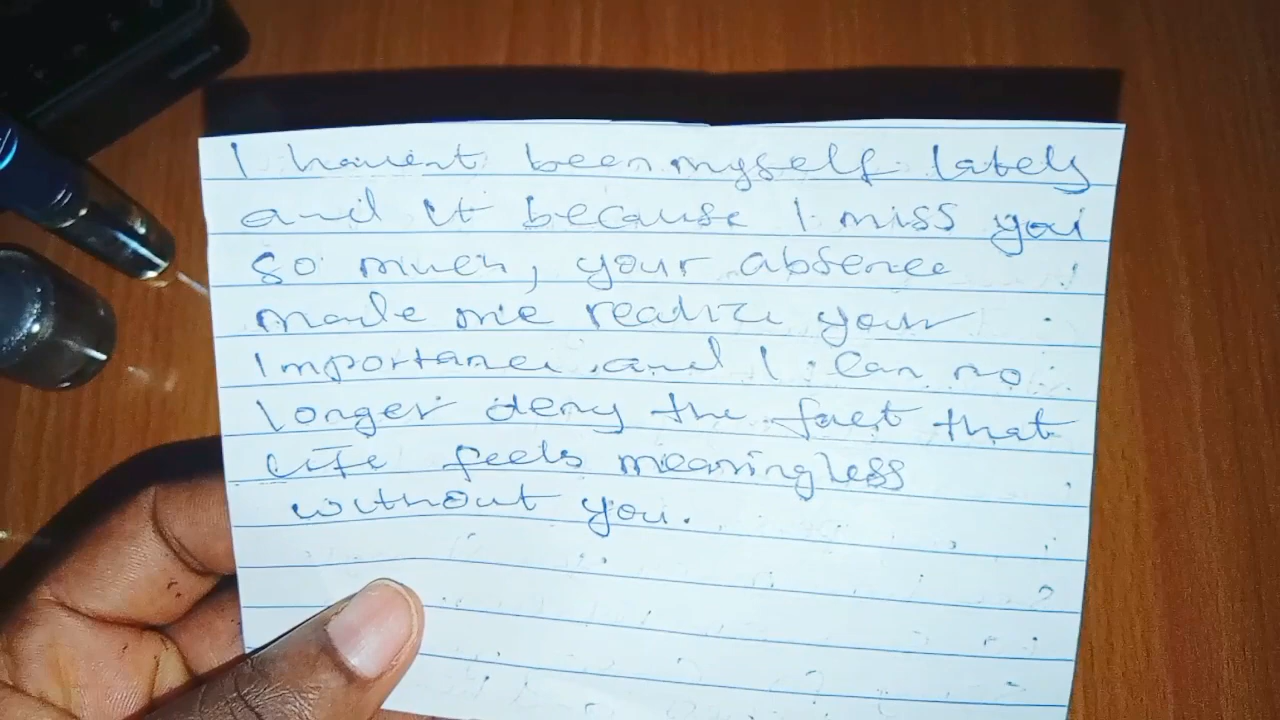 I havent been myself lately
and it because I miss you
so much, your absence
made me realize your
importance and I can no
longer deny the fact that
life feels meaningless
without you.